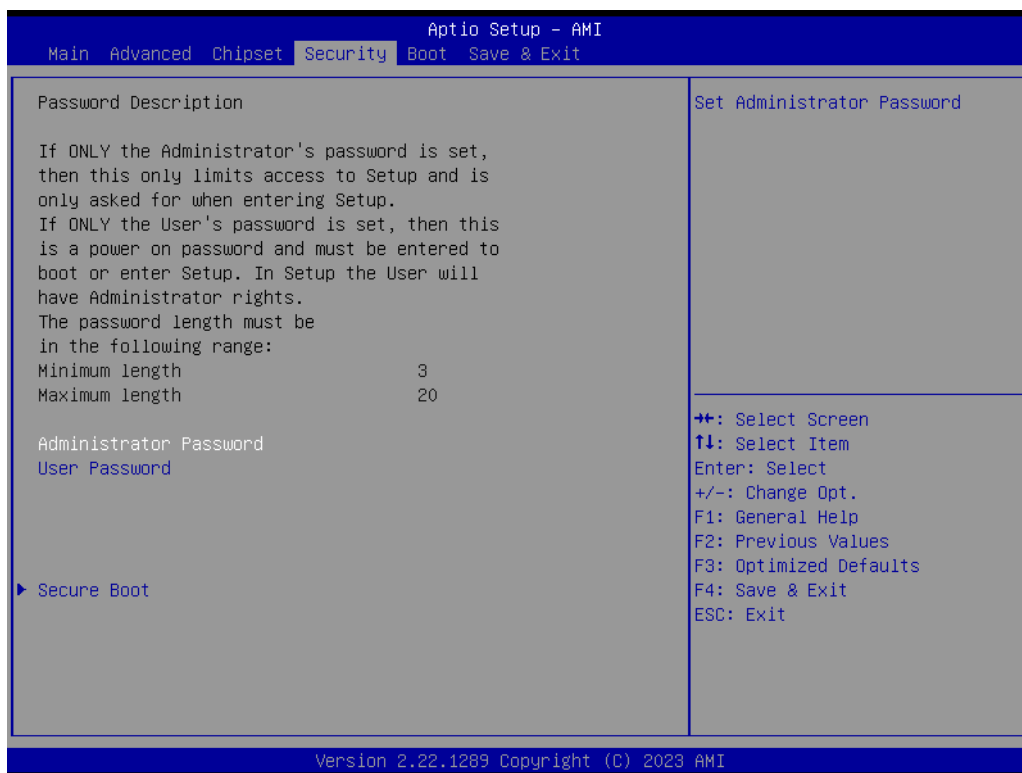 Aptio Setup – AMI
Main Advanced Chipset Security Boot Save & Exit
Password Description
If ONLY the Administrator's password is set,
then this only limits access to Setup and is
only asked for when entering Setup.
If ONLY the User's password is set, then this
is a power on password and must be entered to
boot or enter Setup. In Setup the User will
have Administrator rights.
The password length must be
in the following range:
Minimum length 3
Maximum length 20
Administrator Password
User Password
▶ Secure Boot
Set Administrator Password
→←: Select Screen
↑↓: Select Item
Enter: Select
+/-: Change Opt.
F1: General Help
F2: Previous Values
F3: Optimized Defaults
F4: Save & Exit
ESC: Exit
Version 2.22.1289 Copyright (C) 2023 AMI